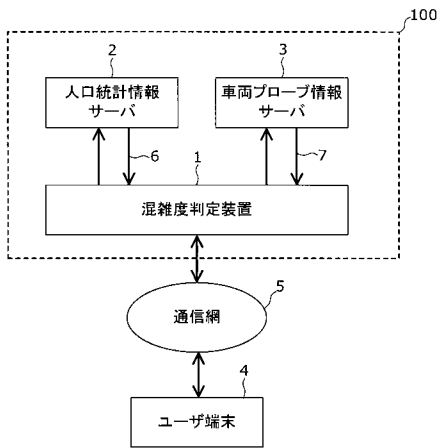 100
2
3
人口統計情報
サーバ
車両プローブ情報
サーバ
6
1
7
混雑度判定装置
5
通信網
4
ユーザ端末